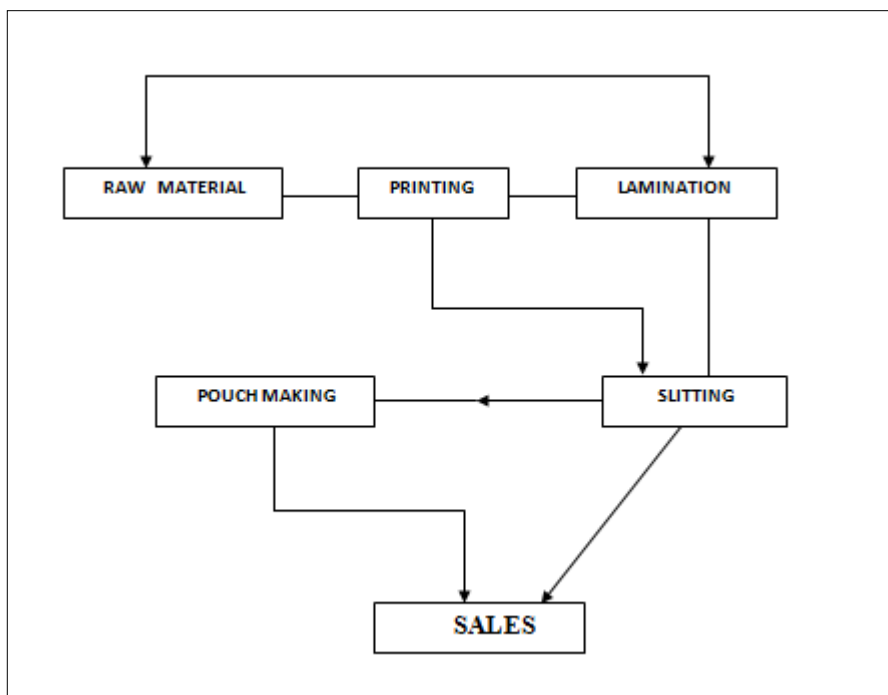 RAW MATERIAL
PRINTING
LAMINATION
POUCH MAKING
SLITTING
SALES